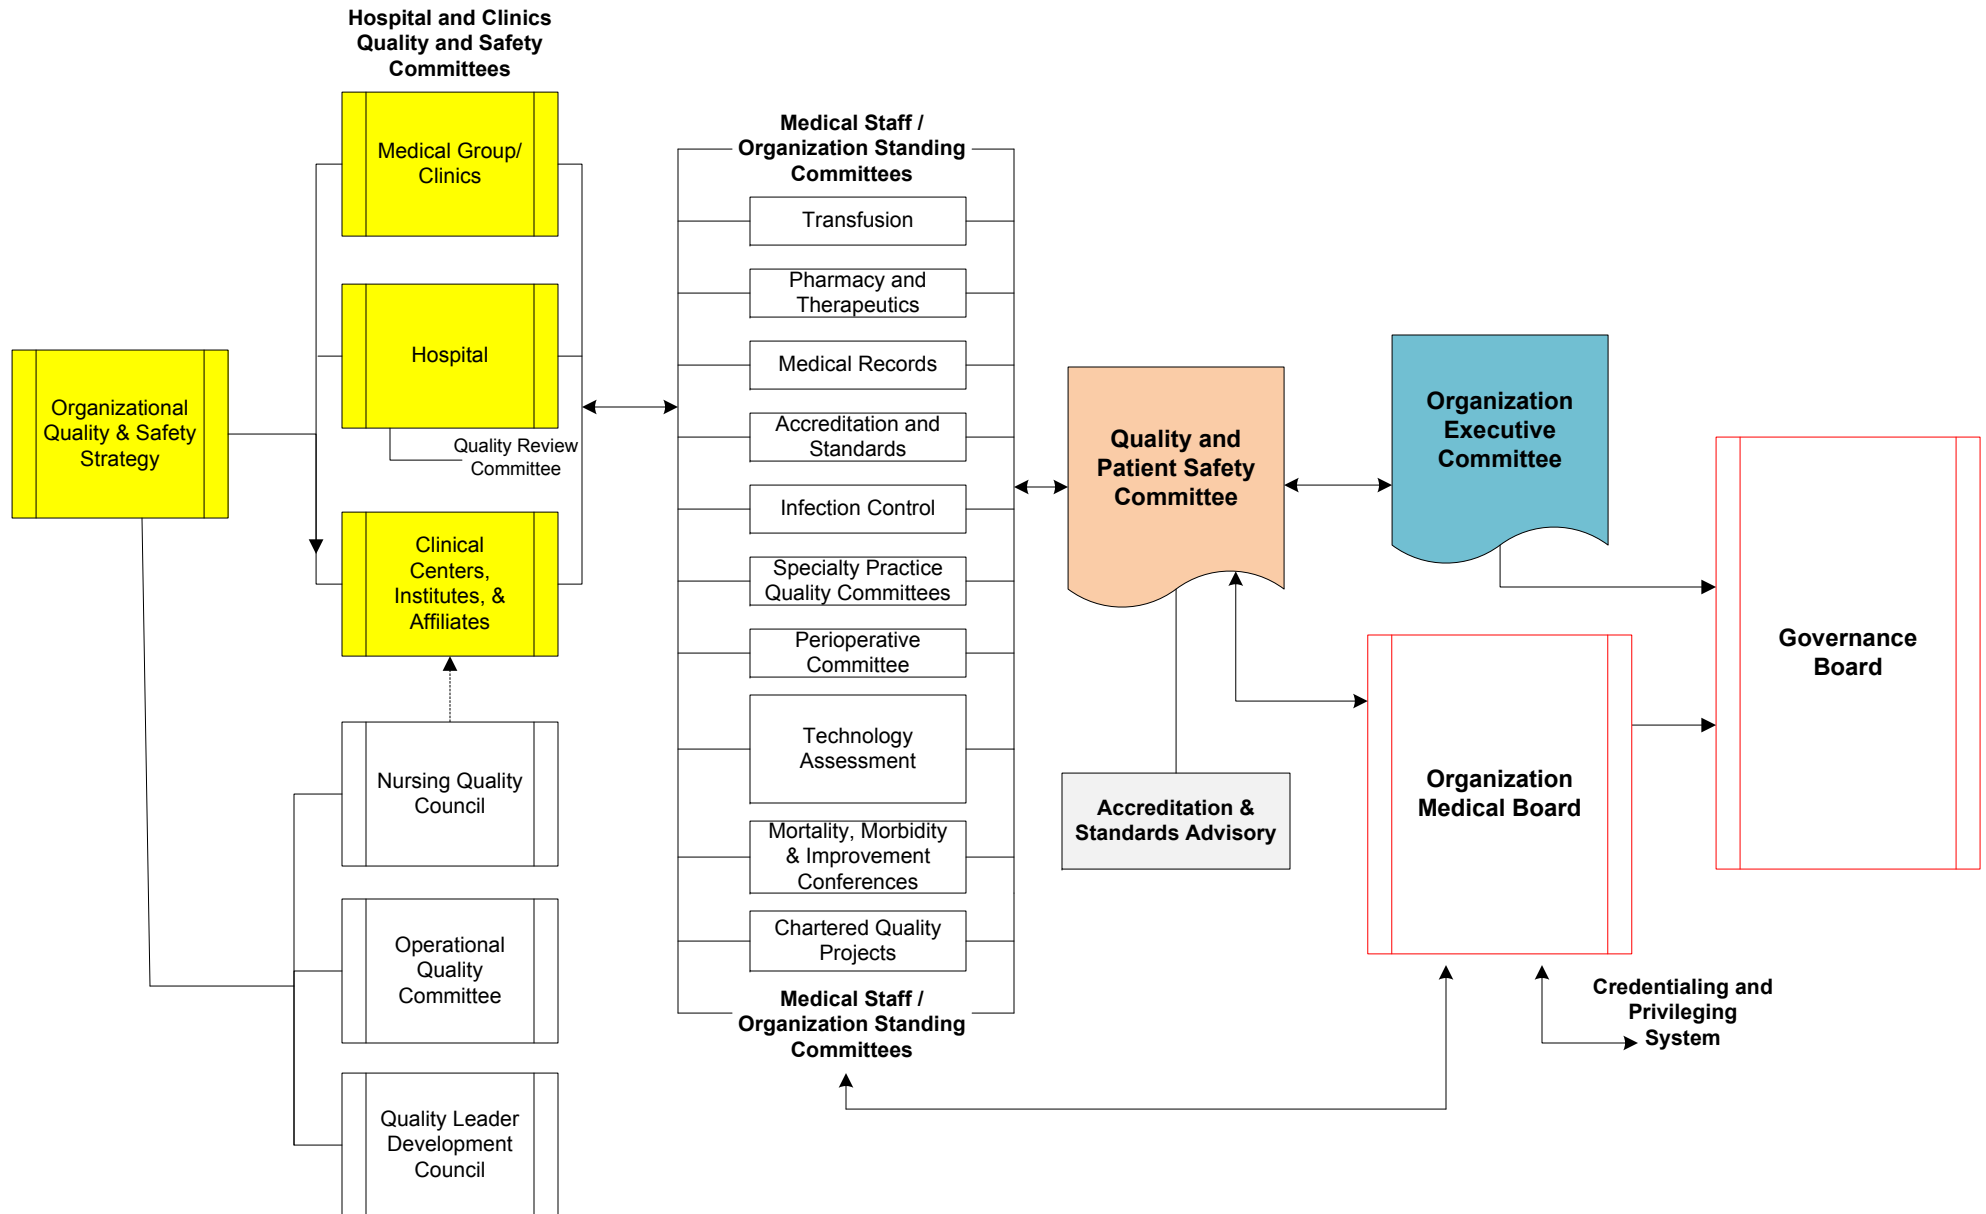 Hospital and Clinics
Quality and Safety
Committees
Medical Group/
Clinics
Hospital
Quality Review
Committee
Organizational
Quality & Safety
Strategy
Clinical
Centers,
Institutes, &
Affiliates
Nursing Quality
Council
Operational
Quality
Committee
Quality Leader
Development
Council
Medical Staff /
Organization Standing
Committees
Transfusion
Pharmacy and
Therapeutics
Medical Records
Accreditation and
Standards
Infection Control
Specialty Practice
Quality Committees
Perioperative
Committee
Technology
Assessment
Mortality, Morbidity
& Improvement
Conferences
Chartered Quality
Projects
Medical Staff /
Organization Standing
Committees
Quality and
Patient Safety
Committee
Accreditation &
Standards Advisory
Organization
Executive
Committee
Organization
Medical Board
Credentialing and
Privileging
System
Governance
Board